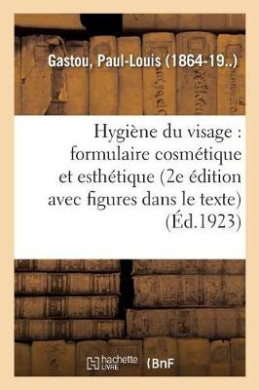 Gastou, Paul-Louis (1864-19..)
Hygiène du visage :
formulaire cosmétique
et esthétique (2e édition
avec figures dans le texte)
(Éd.1923)
hachette
LIVRE
(BnF